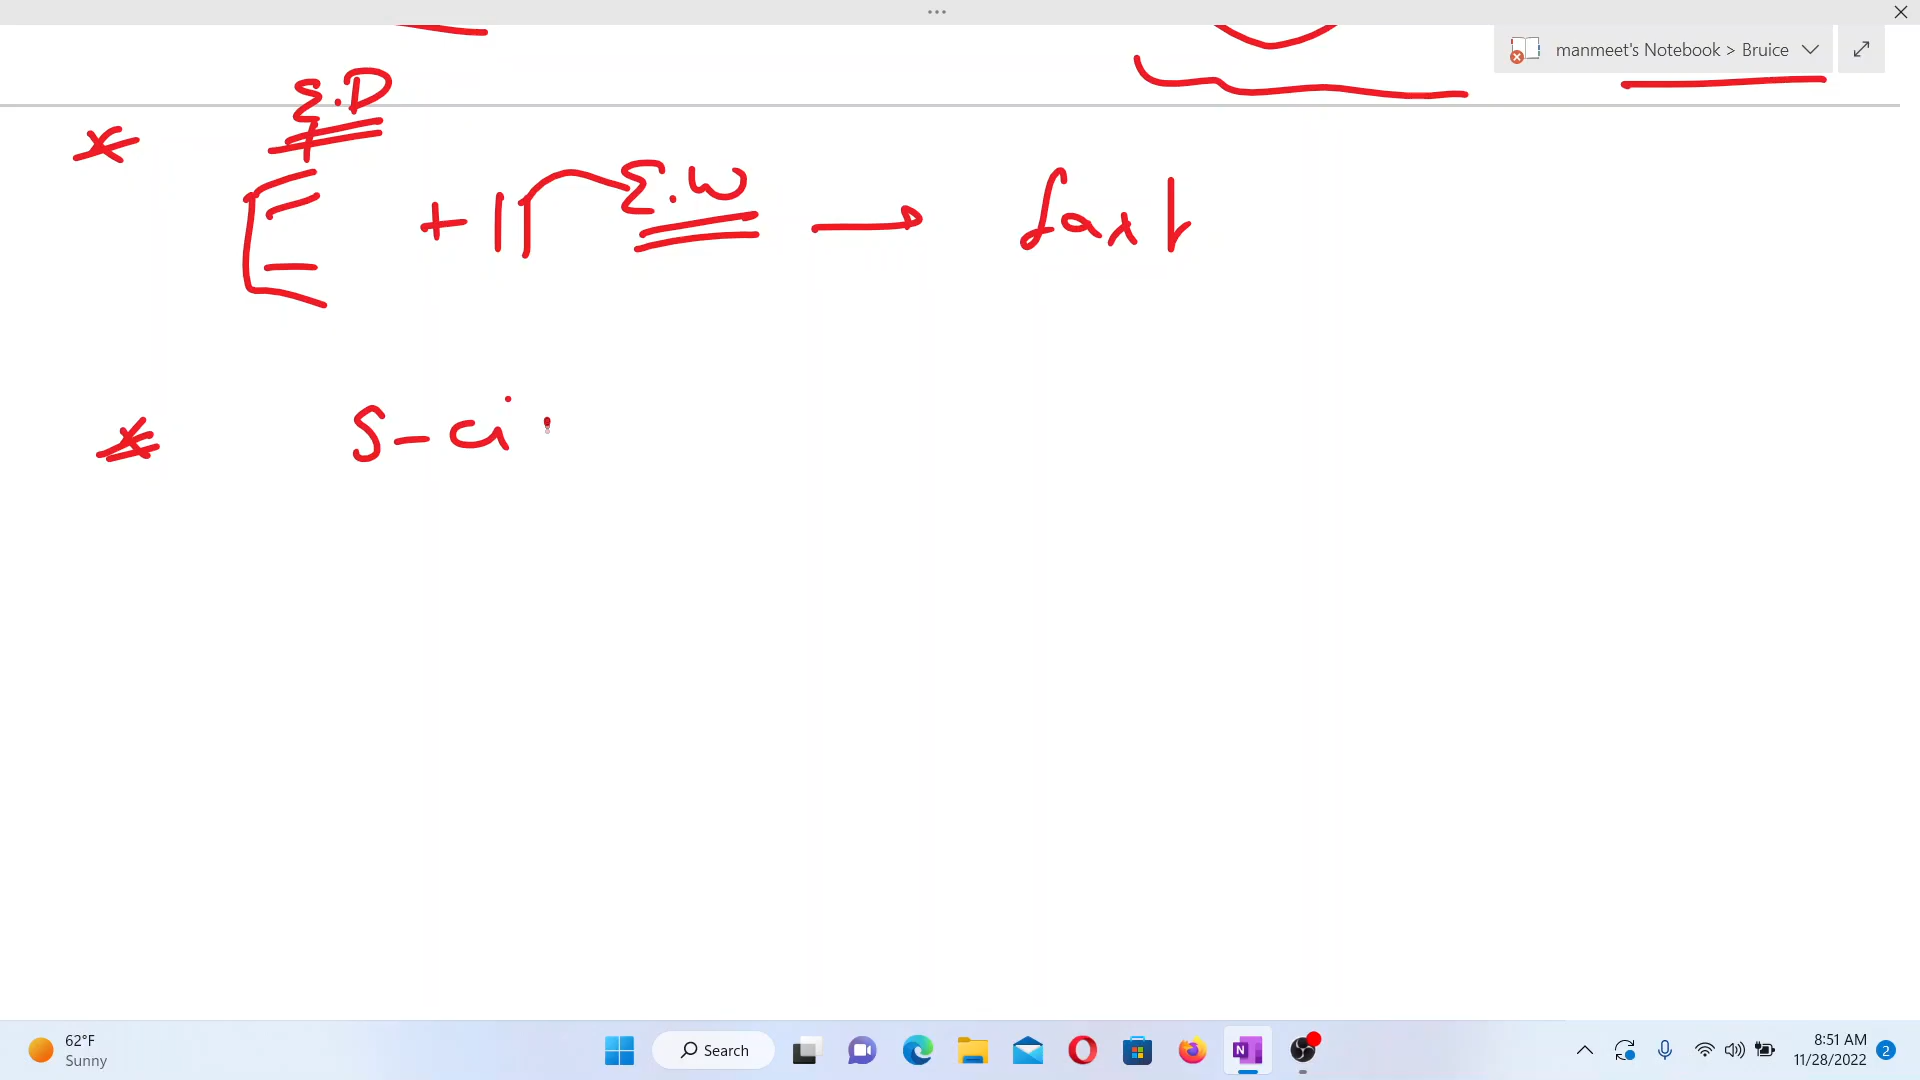 manmeet's Notebook > Bruice
Σ.D
+ || Σ.W → fast
S-ci
62°F
Sunny
Search
8:51 AM
11/28/2022
2